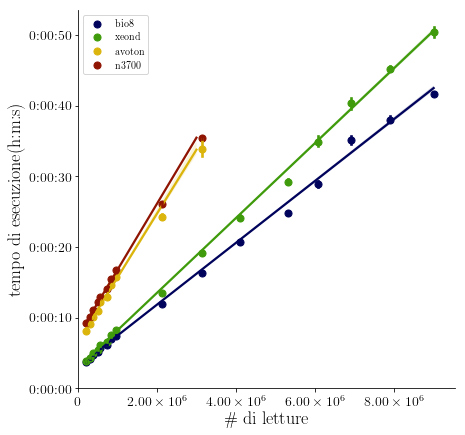 bio8
xeond
avoton
n3700
tempo di esecuzione(h:m:s)
0:00:50
0:00:40
0:00:30
0:00:20
0:00:10
0:00:00
0 2.00 × 10⁶ 4.00 × 10⁶ 6.00 × 10⁶ 8.00 × 10⁶
# di letture